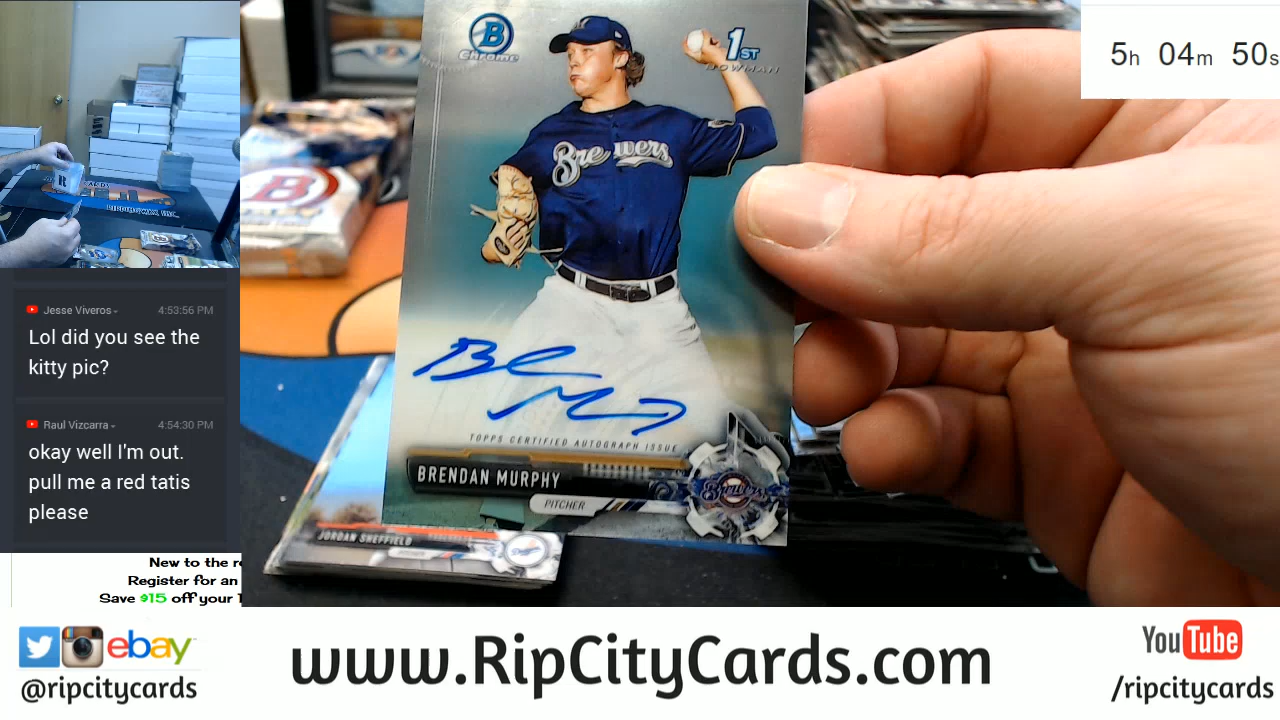 5h 04m 50s
B
Chrome
1ST
BOWMAN
Brewers
TOPPS CERTIFIED AUTOGRAPH ISSUE
BRENDAN MURPHY
PITCHER
Brewers
JORDAN SHEFFIELD
PITCHER
B
Jesse Viveros 4:53:56 PM
Lol did you see the
kitty pic?
Raul Vizcarra 4:54:30 PM
okay well I'm out.
pull me a red tatis
please
New to the
Register for an
Save $15 off your
ebay
@ripcitycards
www.RipCityCards.com
YouTube
/ripcitycards